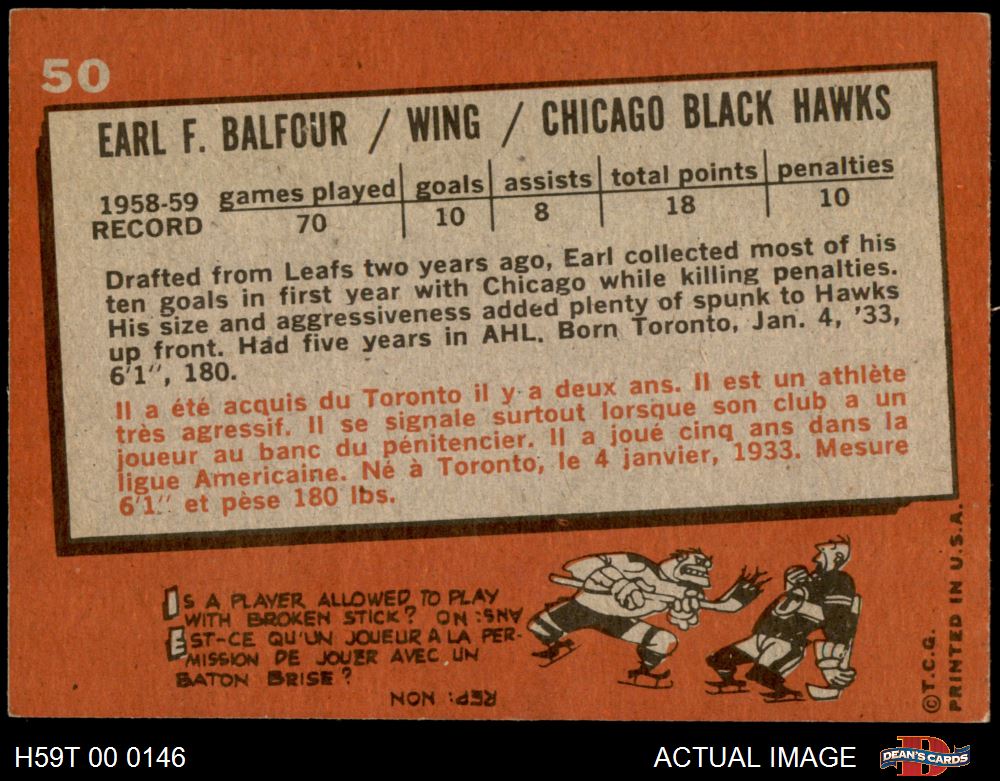 50
EARL F. BALFOUR / WING / CHICAGO BLACK HAWKS
1958-59 games played goals assists total points penalties
RECORD 70 10 8 18 10
Drafted from Leafs two years ago, Earl collected most of his
ten goals in first year with Chicago while killing penalties.
His size and aggressiveness added plenty of spunk to Hawks
up front. Had five years in AHL. Born Toronto, Jan. 4, '33,
6'1", 180.
Il a été acquis du Toronto il y a deux ans. Il est un athlète
très agressif. Il se signale surtout lorsque son club a un
joueur au banc du pénitencier. Il a joué cinq ans dans la
ligue Americaine. Né à Toronto, le 4 janvier, 1933. Mesure
6'1" et pèse 180 lbs.
IS A PLAYER ALLOWED TO PLAY
WITH BROKEN STICK? ANS: NO
EST-CE QU'UN JOUEUR A LA PER-
MISSION DE JOUER AVEC UN
BATON BRISE?
REP: NON
©T.C.G. PRINTED IN U.S.A.
H59T 00 0146
ACTUAL IMAGE
DEAN'S CARDS